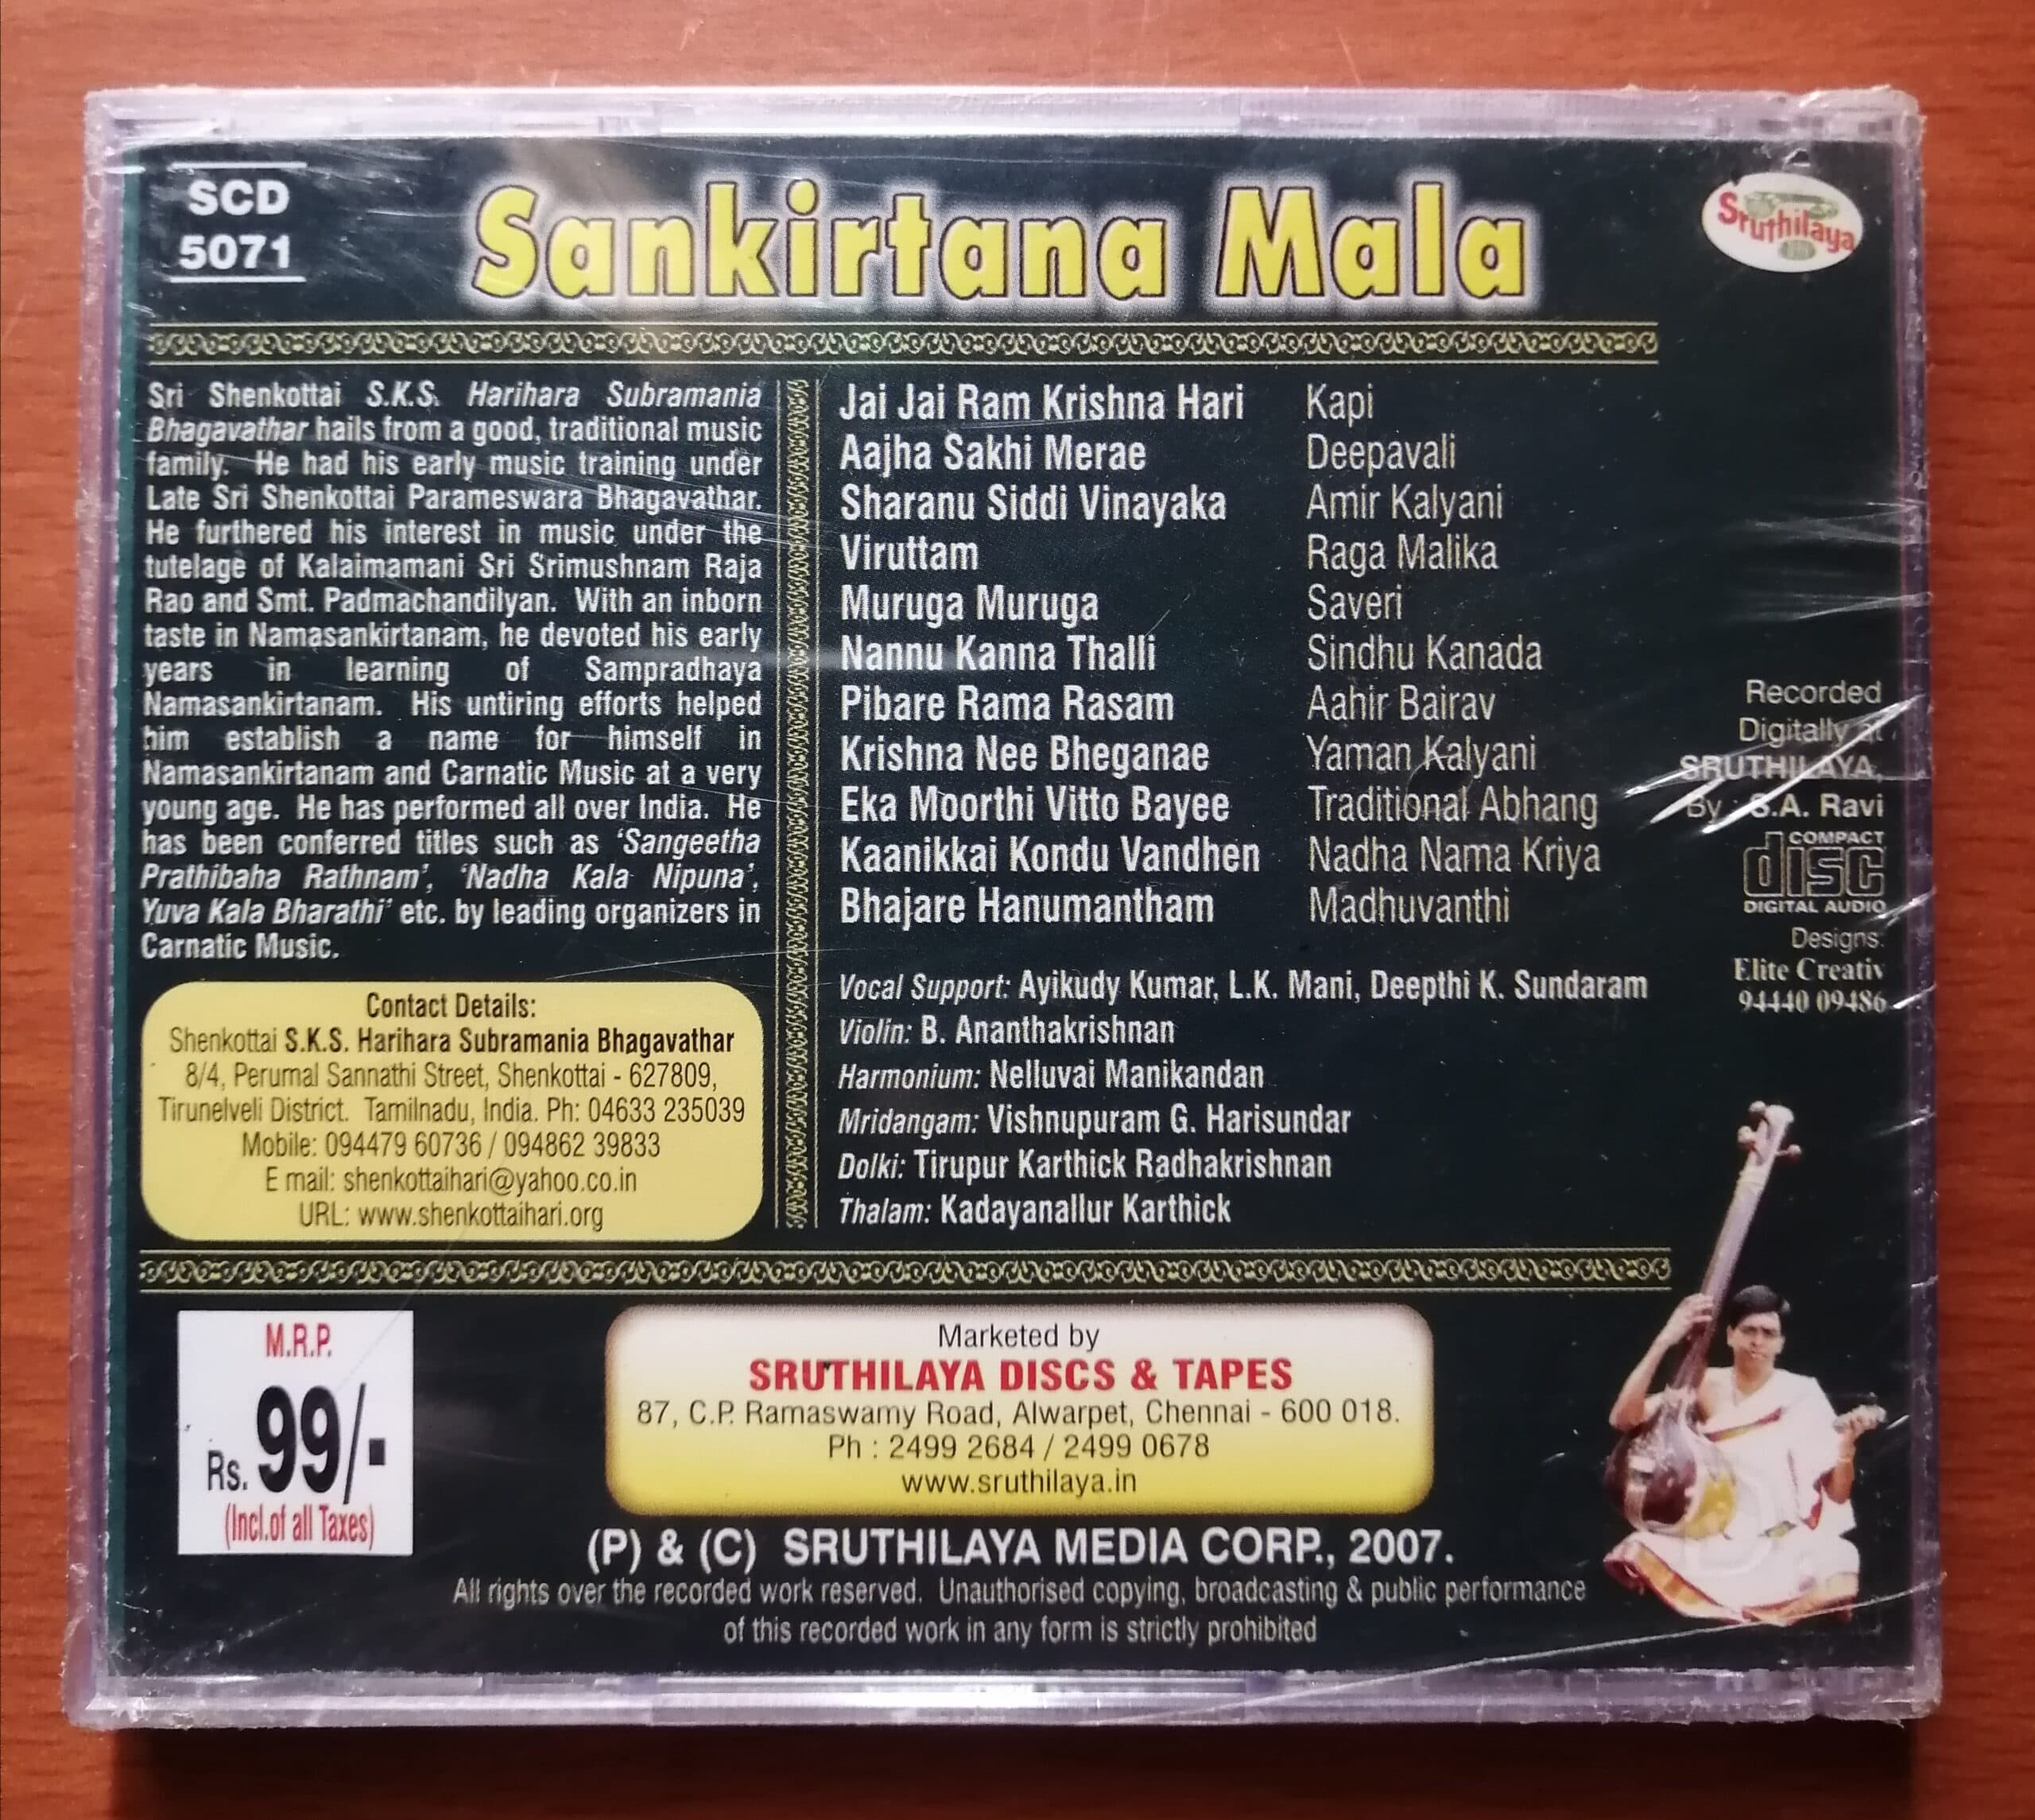 SCD
5071
Sankirtana Mala
Sruthilaya
Sri Shenkottai S.K.S. Harihara Subramania
Bhagavathar hails from a good, traditional music
family. He had his early music training under
Late Sri Shenkottai Parameswara Bhagavathar.
He furthered his interest in music under the
tutelage of Kalaimamani Sri Srimushnam Raja
Rao and Smt. Padmachandilyan. With an inborn
taste in Namasankirtanam, he devoted his early
years in learning of Sampradhaya
Namasankirtanam. His untiring efforts helped
him establish a name for himself in
Namasankirtanam and Carnatic Music at a very
young age. He has performed all over India. He
has been conferred titles such as ‘Sangeetha
Prathibaha Rathnam’, ‘Nadha Kala Nipuna’,
Yuva Kala Bharathi’ etc. by leading organizers in
Carnatic Music.
Contact Details:
Shenkottai S.K.S. Harihara Subramania Bhagavathar
8/4, Perumal Sannathi Street, Shenkottai - 627809,
Tirunelveli District. Tamilnadu, India. Ph: 04633 235039
Mobile: 094479 60736 / 094862 39833
E mail: shenkottaihari@yahoo.co.in
URL: www.shenkottaihari.org
Jai Jai Ram Krishna Hari Kapi
Aajha Sakhi Merae Deepavali
Sharanu Siddi Vinayaka Amir Kalyani
Viruttam Raga Malika
Muruga Muruga Saveri
Nannu Kanna Thalli Sindhu Kanada
Pibare Rama Rasam Aahir Bairav
Krishna Nee Bheganae Yaman Kalyani
Eka Moorthi Vitto Bayee Traditional Abhang
Kaanikkai Kondu Vandhen Nadha Nama Kriya
Bhajare Hanumantham Madhuvanthi
Vocal Support: Ayikudy Kumar, L.K. Mani, Deepthi K. Sundaram
Violin: B. Ananthakrishnan
Harmonium: Nelluvai Manikandan
Mridangam: Vishnupuram G. Harisundar
Dolki: Tirupur Karthick Radhakrishnan
Thalam: Kadayanallur Karthick
Recorded
Digitally at
SRUTHILAYA,
By : S.A. Ravi
COMPACT
disc
DIGITAL AUDIO
Designs:
Elite Creativ
94440 09486
M.R.P.
Rs. 99/-
(Incl.of all Taxes)
Marketed by
SRUTHILAYA DISCS & TAPES
87, C.P. Ramaswamy Road, Alwarpet, Chennai - 600 018.
Ph : 2499 2684 / 2499 0678
www.sruthilaya.in
(P) & (C) SRUTHILAYA MEDIA CORP., 2007.
All rights over the recorded work reserved. Unauthorised copying, broadcasting & public performance
of this recorded work in any form is strictly prohibited